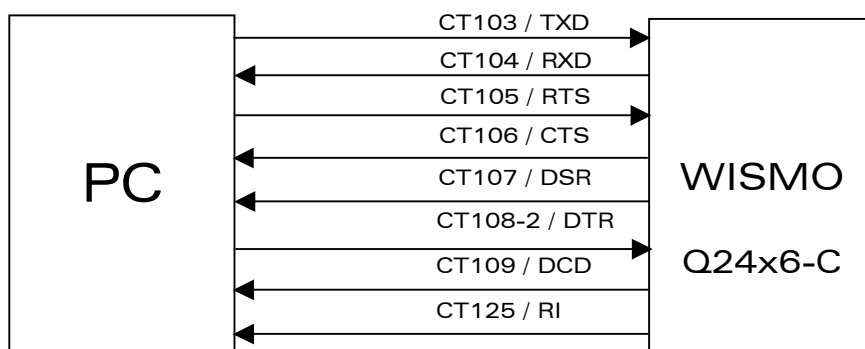 CT103 / TXD
CT104 / RXD
CT105 / RTS
CT106 / CTS
CT107 / DSR
CT108-2 / DTR
CT109 / DCD
CT125 / RI
PC
WISMO
Q24x6-C